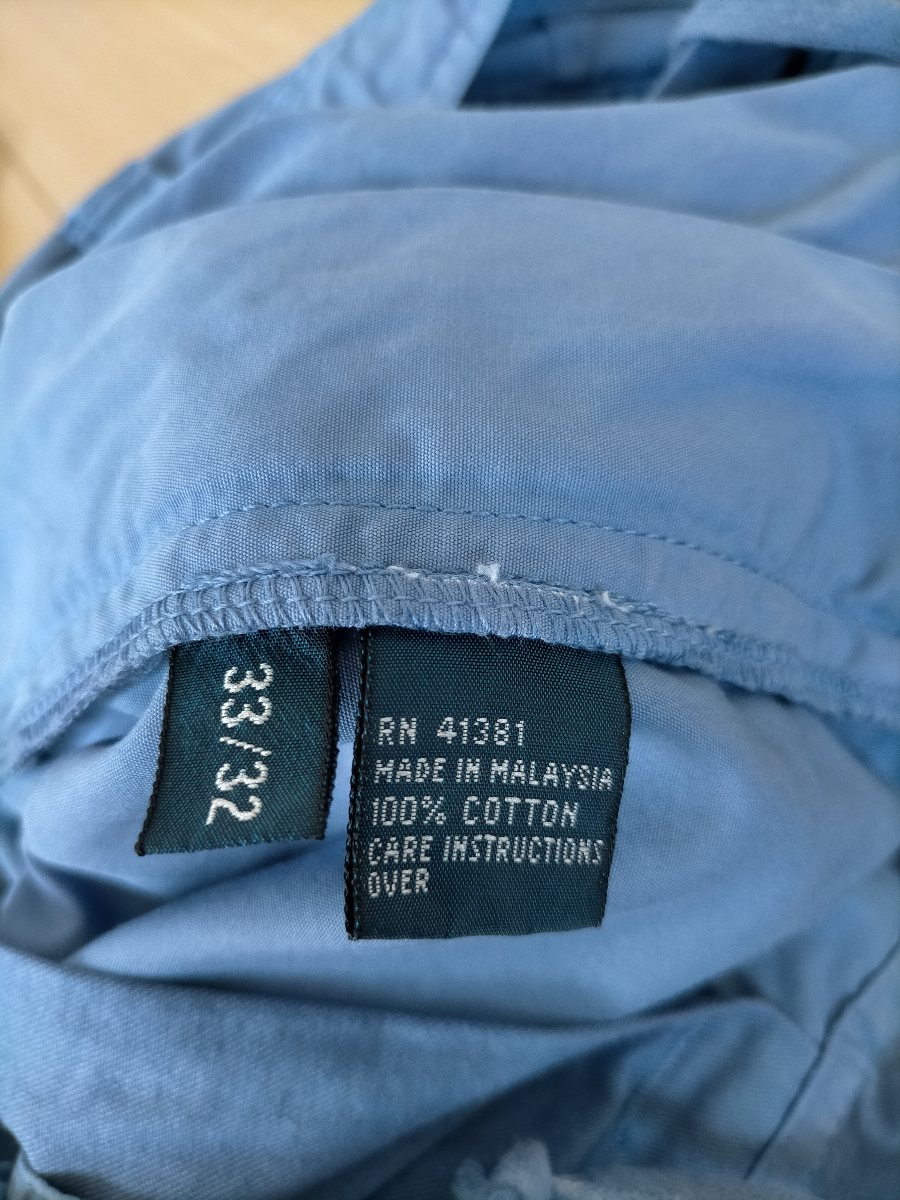 33/32
RN 41381
MADE IN MALAYSIA
100% COTTON
CARE INSTRUCTIONS
OVER